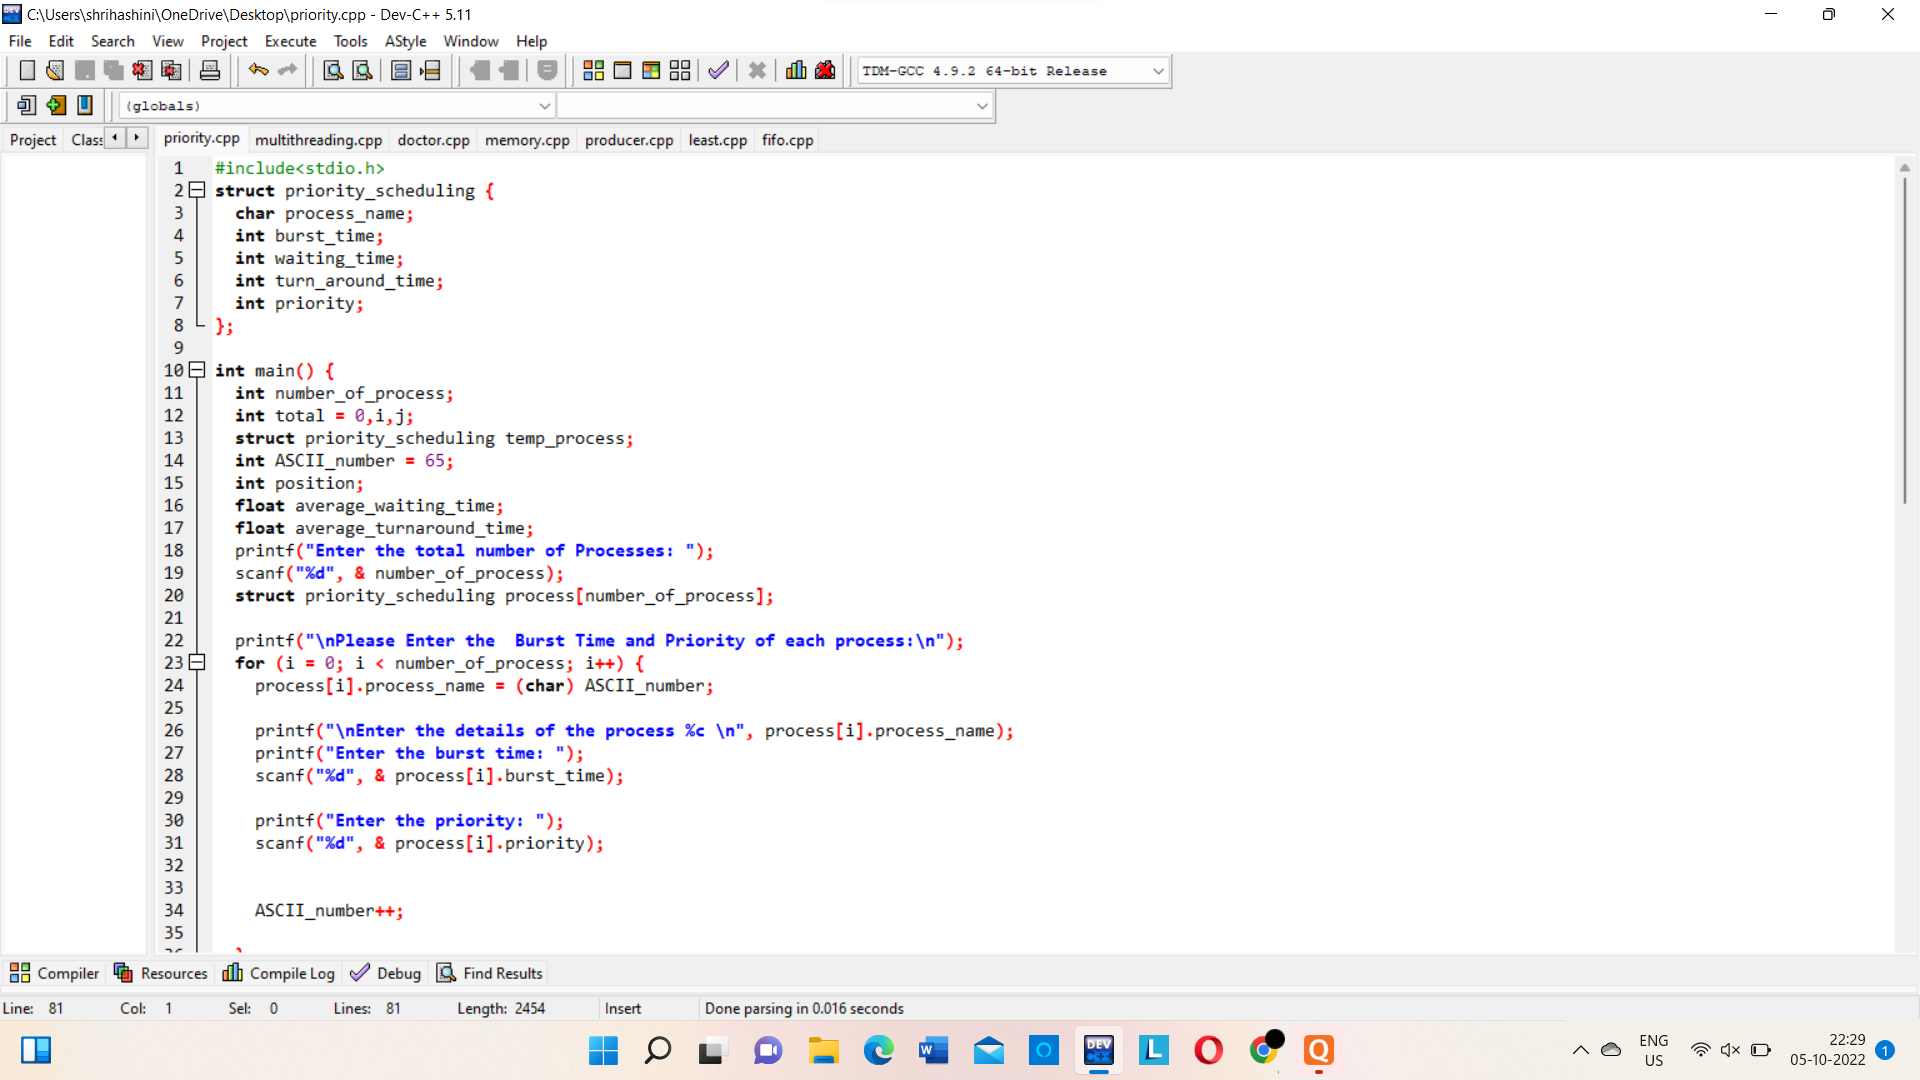 C:\Users\shrihashini\OneDrive\Desktop\priority.cpp - Dev-C++ 5.11
File Edit Search View Project Execute Tools AStyle Window Help
TDM-GCC 4.9.2 64-bit Release
(globals)
Project Class priority.cpp multithreading.cpp doctor.cpp memory.cpp producer.cpp least.cpp fifo.cpp
1 #include<stdio.h>
2 struct priority_scheduling {
3 char process_name;
4 int burst_time;
5 int waiting_time;
6 int turn_around_time;
7 int priority;
8 };
9
10 int main() {
11 int number_of_process;
12 int total = 0,i,j;
13 struct priority_scheduling temp_process;
14 int ASCII_number = 65;
15 int position;
16 float average_waiting_time;
17 float average_turnaround_time;
18 printf("Enter the total number of Processes: ");
19 scanf("%d", & number_of_process);
20 struct priority_scheduling process[number_of_process];
21
22 printf("\nPlease Enter the  Burst Time and Priority of each process:\n");
23 for (i = 0; i < number_of_process; i++) {
24 process[i].process_name = (char) ASCII_number;
25
26 printf("\nEnter the details of the process %c \n", process[i].process_name);
27 printf("Enter the burst time: ");
28 scanf("%d", & process[i].burst_time);
29
30 printf("Enter the priority: ");
31 scanf("%d", & process[i].priority);
32
33
34 ASCII_number++;
35
Compiler Resources Compile Log Debug Find Results
Line: 81 Col: 1 Sel: 0 Lines: 81 Length: 2454 Insert Done parsing in 0.016 seconds
ENG 22:29
US 05-10-2022 1